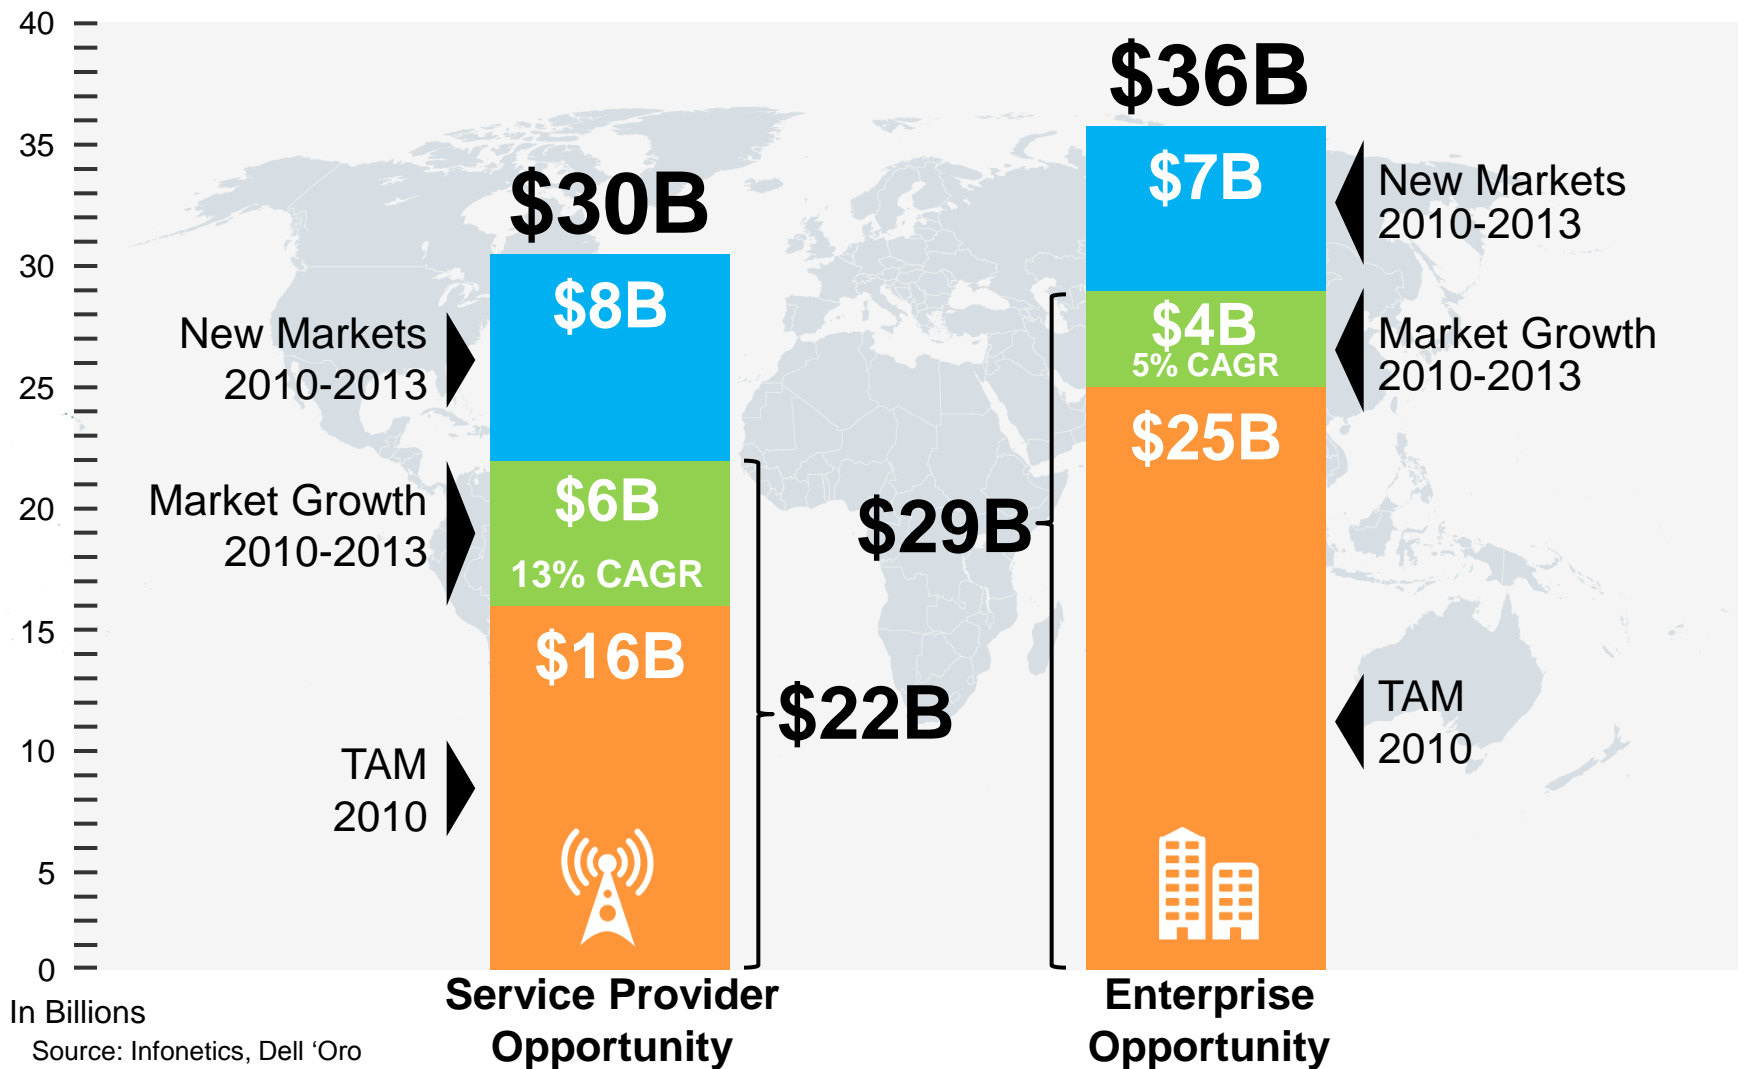 40
35
30
25
20
15
10
5
0
In Billions
Source: Infonetics, Dell ‘Oro
$30B
$8B
$6B
13% CAGR
$16B
New Markets
2010-2013
Market Growth
2010-2013
TAM
2010
$22B
Service Provider
Opportunity
$36B
$7B
$4B
5% CAGR
$25B
$29B
New Markets
2010-2013
Market Growth
2010-2013
TAM
2010
Enterprise
Opportunity